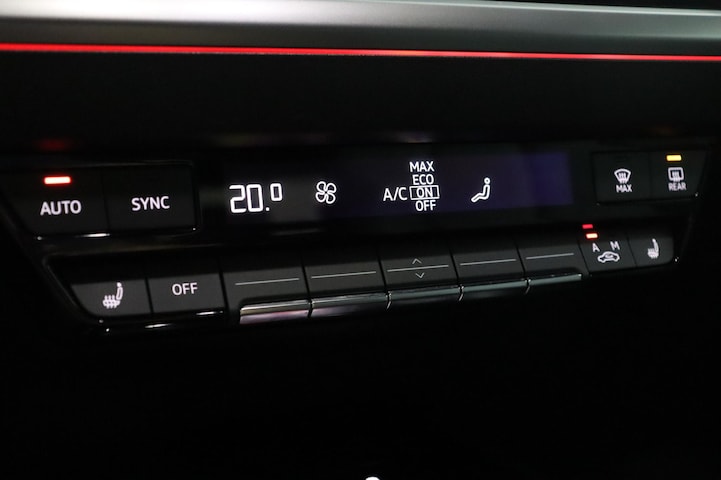 AUTO
SYNC
20.0
A/C
MAX
ECO
ON
OFF
MAX
REAR
OFF
A M